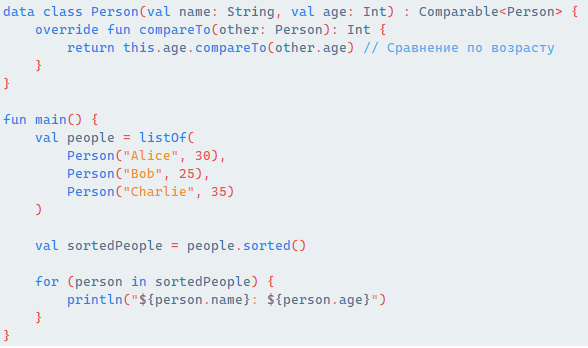 data class Person(val name: String, val age: Int) : Comparable<Person> {
    override fun compareTo(other: Person): Int {
        return this.age.compareTo(other.age) // Сравнение по возрасту
    }
}

fun main() {
    val people = listOf(
        Person("Alice", 30),
        Person("Bob", 25),
        Person("Charlie", 35)
    )

    val sortedPeople = people.sorted()

    for (person in sortedPeople) {
        println("${person.name}: ${person.age}")
    }
}